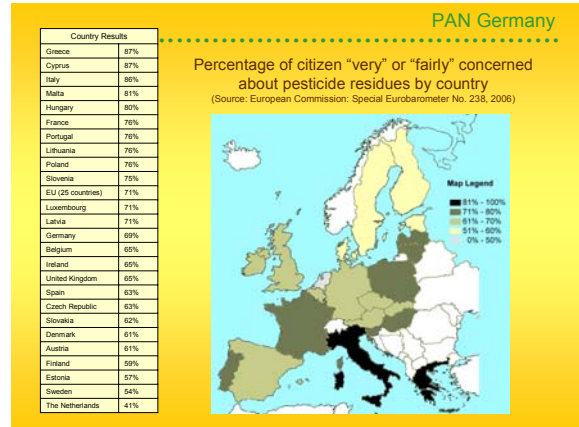 PAN Germany
Country Results
Greece 87%
Cyprus 87%
Italy 86%
Malta 81%
Hungary 80%
France 76%
Portugal 76%
Lithuania 76%
Poland 76%
Slovenia 75%
EU (25 countries) 71%
Luxembourg 71%
Latvia 71%
Germany 69%
Belgium 65%
Ireland 65%
United Kingdom 65%
Spain 63%
Czech Republic 63%
Slovakia 62%
Denmark 61%
Austria 61%
Finland 59%
Estonia 57%
Sweden 54%
The Netherlands 41%
Percentage of citizen “very” or “fairly” concerned
about pesticide residues by country
(Source: European Commission: Special Eurobarometer No. 238, 2006)
Map Legend
81% - 100%
71% - 80%
61% - 70%
51% - 60%
0% - 50%